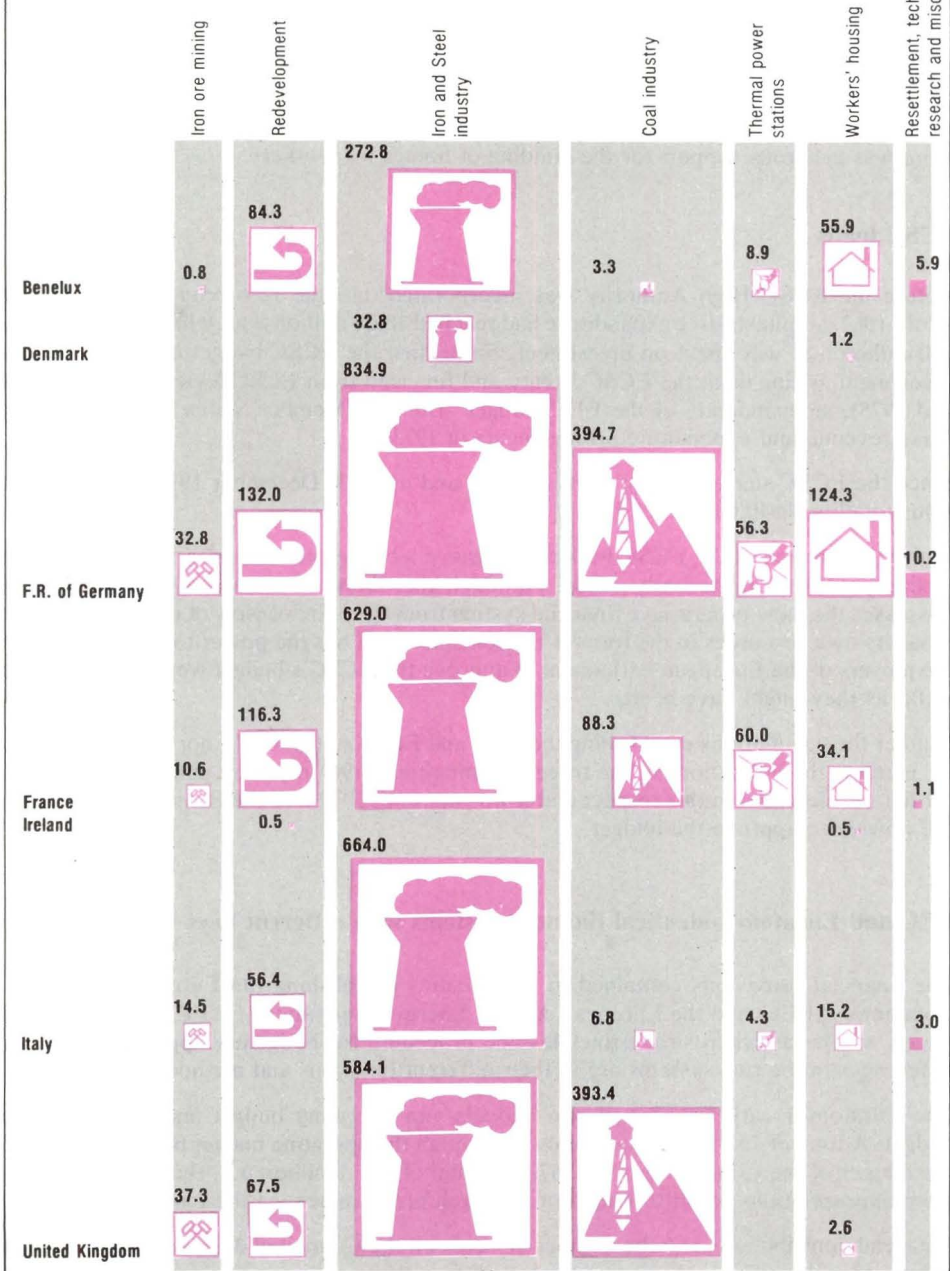 Iron ore mining
Redevelopment
Iron and Steel
industry
Coal industry
Thermal power
stations
Workers' housing
Resettlement, tech
research and misc
272.8
84.3
55.9
0.8
3.3
8.9
5.9
Benelux
32.8
1.2
Denmark
834.9
394.7
132.0
124.3
32.8
56.3
10.2
F.R. of Germany
629.0
116.3
88.3
60.0
34.1
10.6
1.1
France
Ireland
0.5
0.5
664.0
56.4
14.5
6.8
4.3
15.2
3.0
Italy
584.1
393.4
37.3
67.5
2.6
United Kingdom